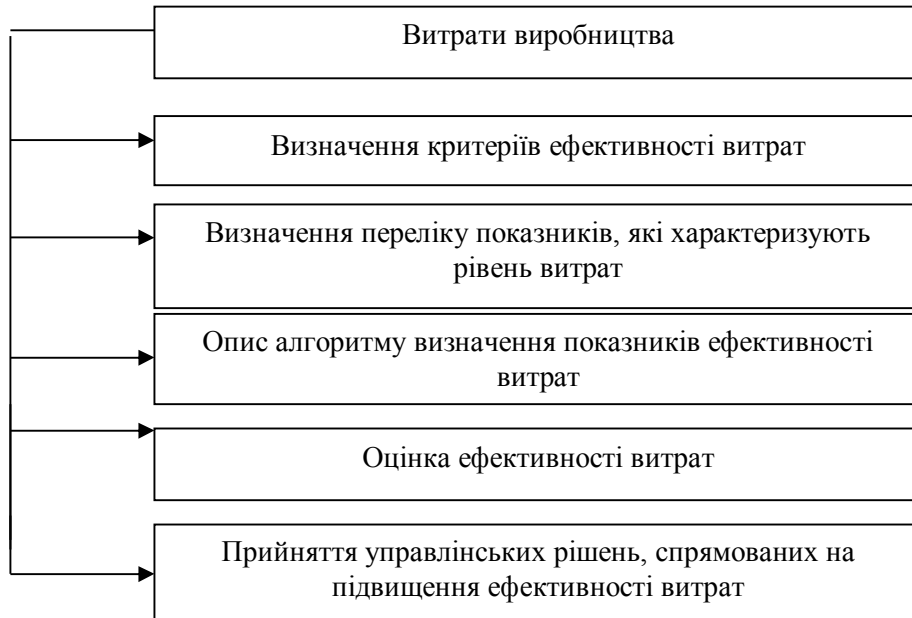 Витрати виробництва
Визначення критеріїв ефективності витрат
Визначення переліку показників, які характеризують
рівень витрат
Опис алгоритму визначення показників ефективності
витрат
Оцінка ефективності витрат
Прийняття управлінських рішень, спрямованих на
підвищення ефективності витрат